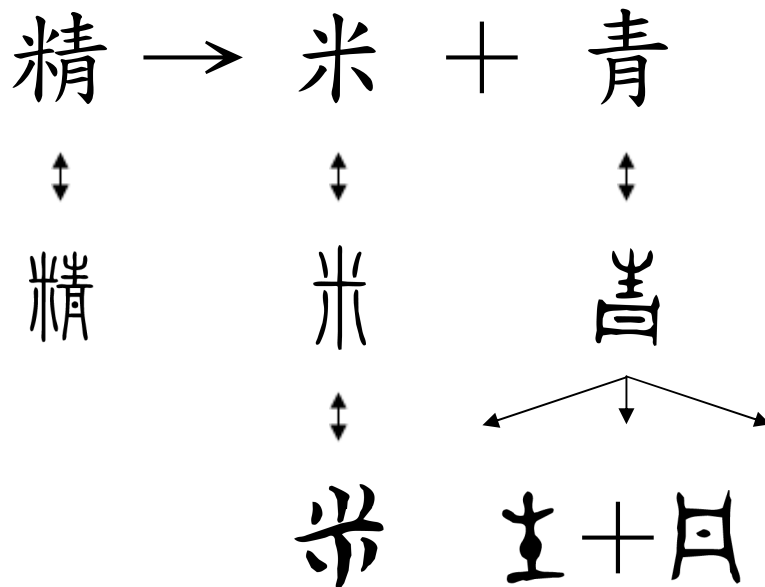 精 → 米 + 青
精 米 青
米 生 + 丹